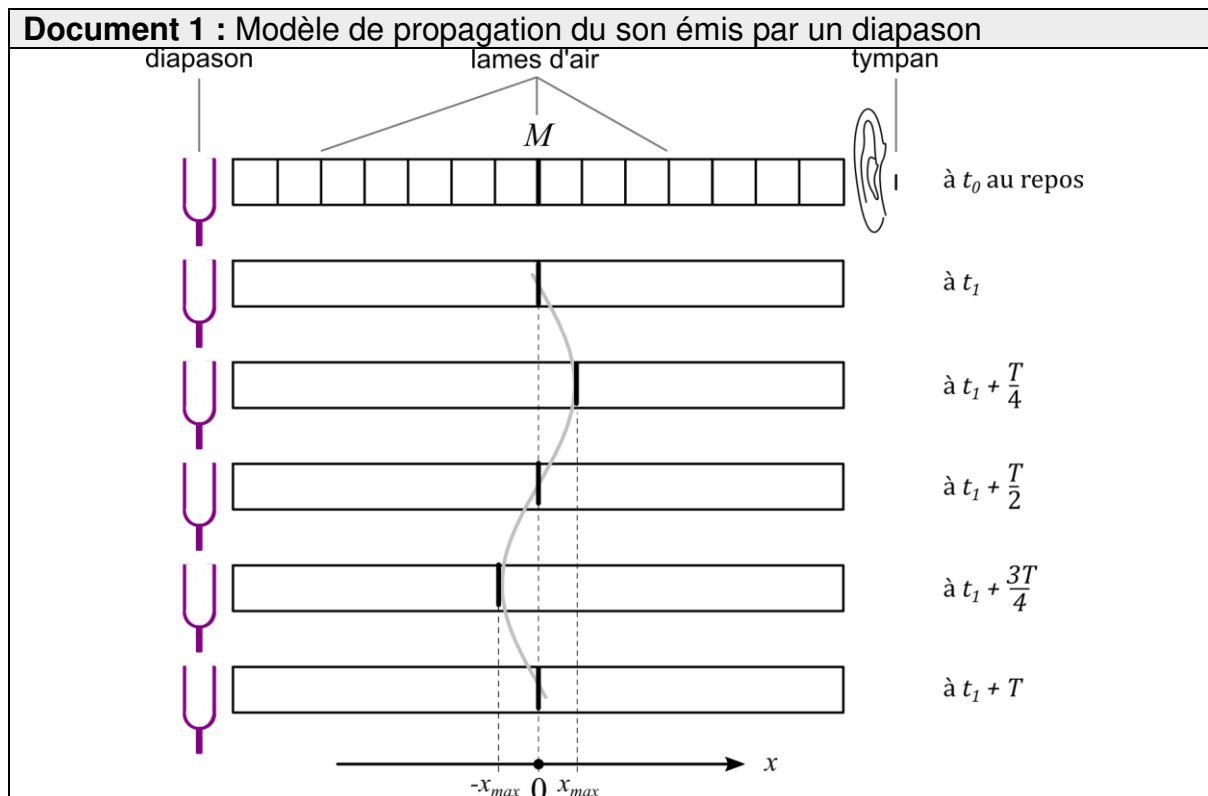 Document 1 : Modèle de propagation du son émis par un diapason
diapason lames d'air tympan
M
à t₀ au repos
à t₁
à t₁ + T/4
à t₁ + T/2
à t₁ + 3T/4
à t₁ + T
x
-xₘₐₓ 0 xₘₐₓ